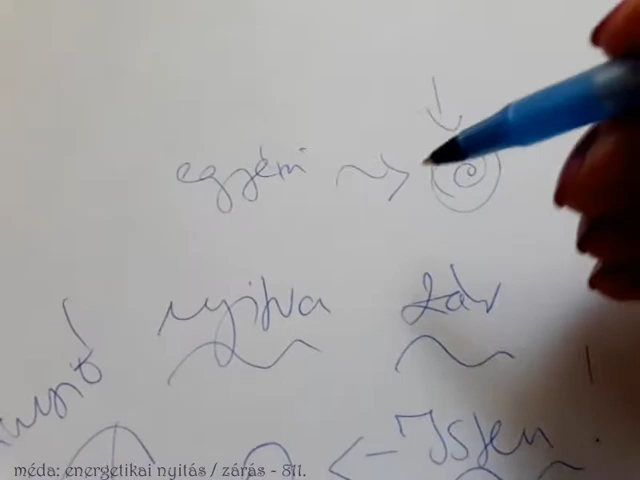 egyéni
nyitva zár
Isten.
méda: energetikai nyitás / zárás - 811.